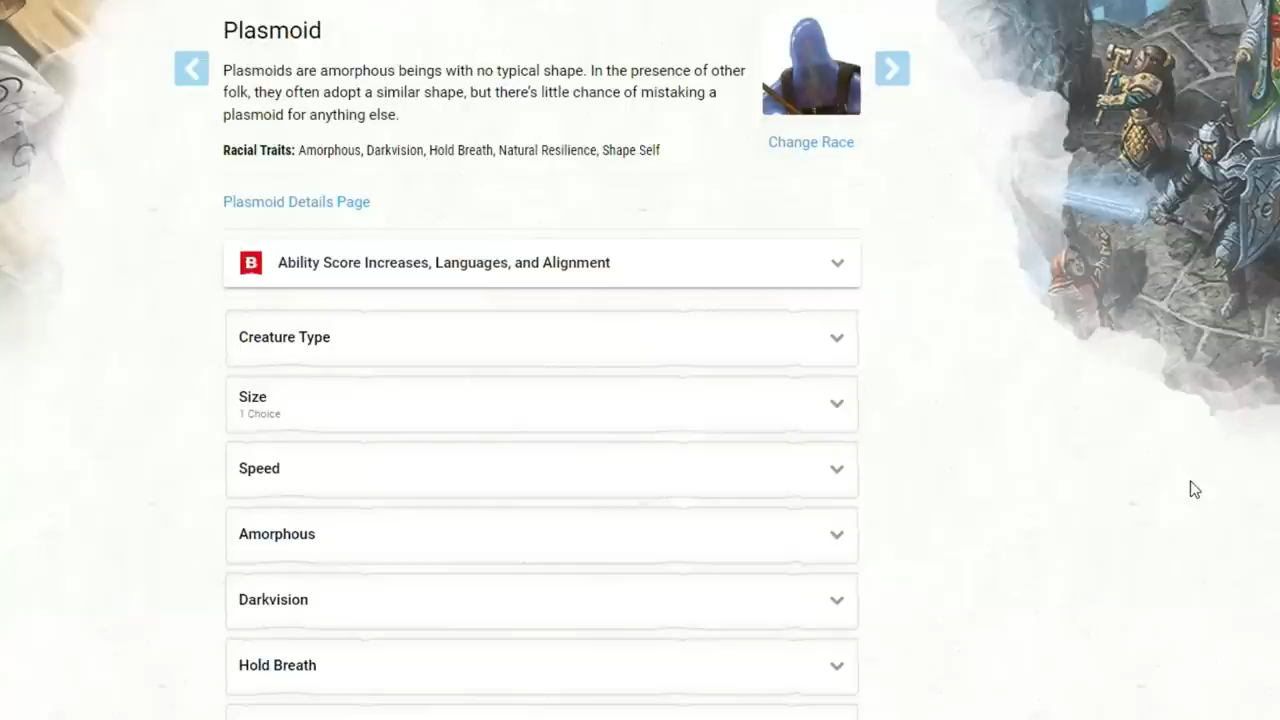 Plasmoid
Plasmoids are amorphous beings with no typical shape. In the presence of other
folk, they often adopt a similar shape, but there's little chance of mistaking a
plasmoid for anything else.
Racial Traits: Amorphous, Darkvision, Hold Breath, Natural Resilience, Shape Self
Change Race
Plasmoid Details Page
B Ability Score Increases, Languages, and Alignment
Creature Type
Size
1 Choice
Speed
Amorphous
Darkvision
Hold Breath